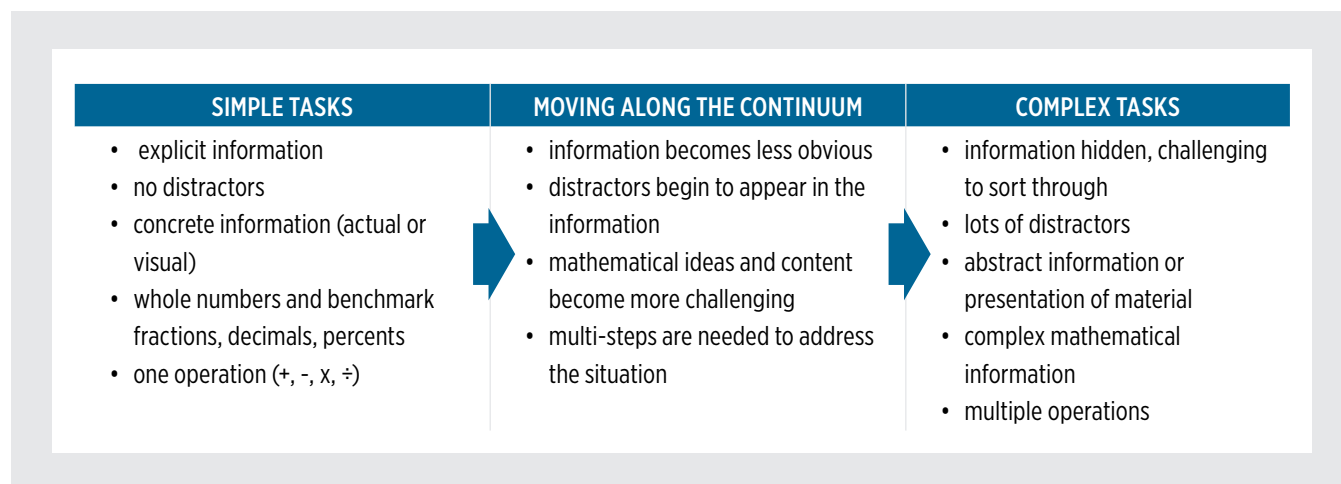 SIMPLE TASKS
• explicit information
• no distractors
• concrete information (actual or
visual)
• whole numbers and benchmark
fractions, decimals, percents
• one operation (+, -, x, ÷)
MOVING ALONG THE CONTINUUM
• information becomes less obvious
• distractors begin to appear in the
information
• mathematical ideas and content
become more challenging
• multi-steps are needed to address
the situation
COMPLEX TASKS
• information hidden, challenging
to sort through
• lots of distractors
• abstract information or
presentation of material
• complex mathematical
information
• multiple operations